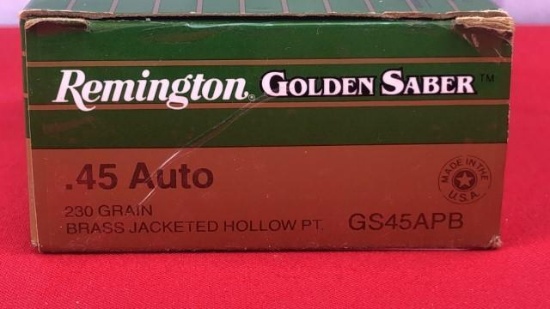 Remington® GOLDEN SABER™
.45 Auto
MADE IN THE U.S.A.
230 GRAIN
BRASS JACKETED HOLLOW PT. GS45APB